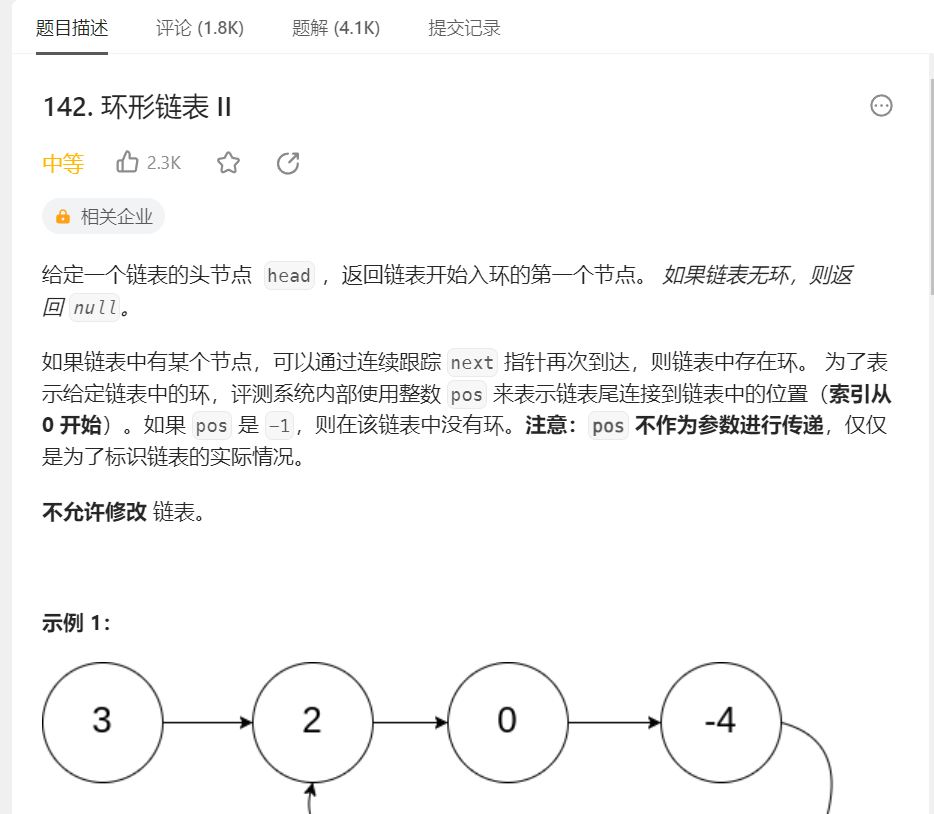 题目描述 评论 (1.8K) 题解 (4.1K) 提交记录
142. 环形链表 II
中等 2.3K
相关企业
给定一个链表的头节点 head ，返回链表开始入环的第一个节点。 如果链表无环，则返
回 null。
如果链表中有某个节点，可以通过连续跟踪 next 指针再次到达，则链表中存在环。 为了表
示给定链表中的环，评测系统内部使用整数 pos 来表示链表尾连接到链表中的位置（索引从
0 开始）。如果 pos 是 -1，则在该链表中没有环。注意：pos 不作为参数进行传递，仅仅
是为了标识链表的实际情况。
不允许修改 链表。
示例 1：
3 2 0 -4